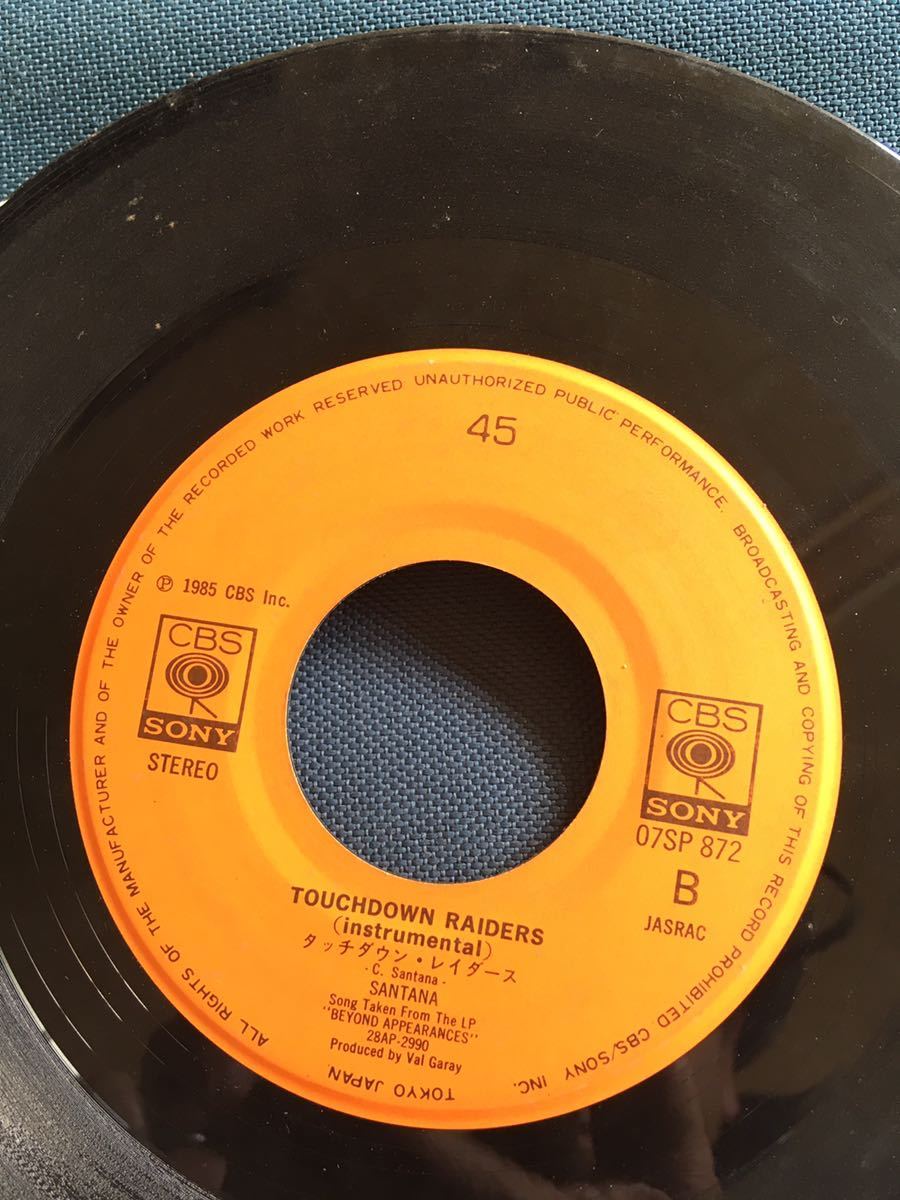 ALL RIGHTS OF THE MANUFACTURER AND OF THE OWNER OF THE RECORDED WORK RESERVED UNAUTHORIZED PUBLIC PERFORMANCE, BROADCASTING AND COPYING OF THIS RECORD PROHIBITED CBS/SONY INC.
TOKYO JAPAN
45
Ⓟ 1985 CBS Inc.
CBS
SONY
STEREO
CBS
SONY
07SP 872
B
JASRAC
TOUCHDOWN RAIDERS
(instrumental)
タッチダウン・レイダース
- C. Santana -
SANTANA
Song Taken From The LP
"BEYOND APPEARANCES"
28AP-2990
Produced by Val Garay